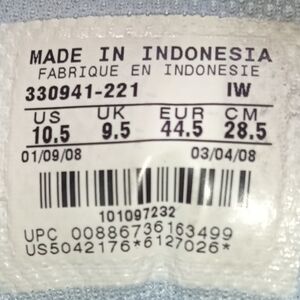 MADE IN INDONESIA
FABRIQUE EN INDONESIE
330941-221 IW
US UK EUR CM
10.5 9.5 44.5 28.5
01/09/08 03/04/08
101097232
UPC 00886736163499
US5042176*6127026*